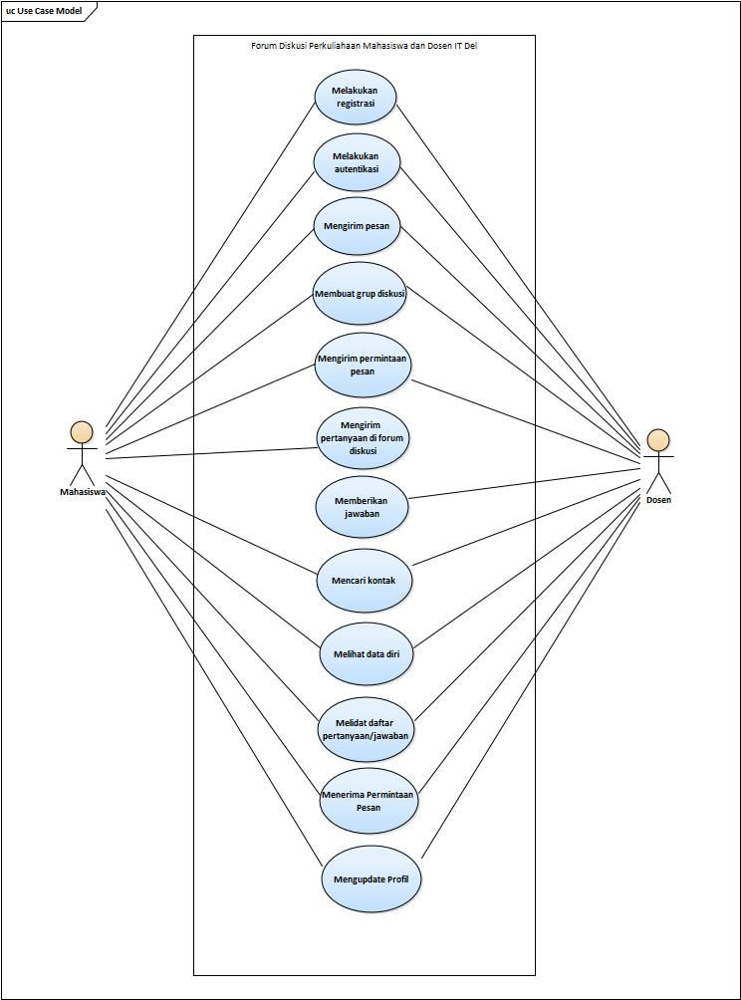 uc Use Case Model
Forum Diskusi Perkuliahaan Mahasiswa dan Dosen IT Del
Melakukan
registrasi
Melakukan
autentikasi
Mengirim pesan
Membuat grup diskusi
Mengirim permintaan
pesan
Mengirim
pertanyaan di forum
diskusi
Mahasiswa
Dosen
Memberikan
jawaban
Mencari kontak
Melihat data diri
Melidat daftar
pertanyaan/jawaban
Menerima Permintaan
Pesan
Mengupdate Profil